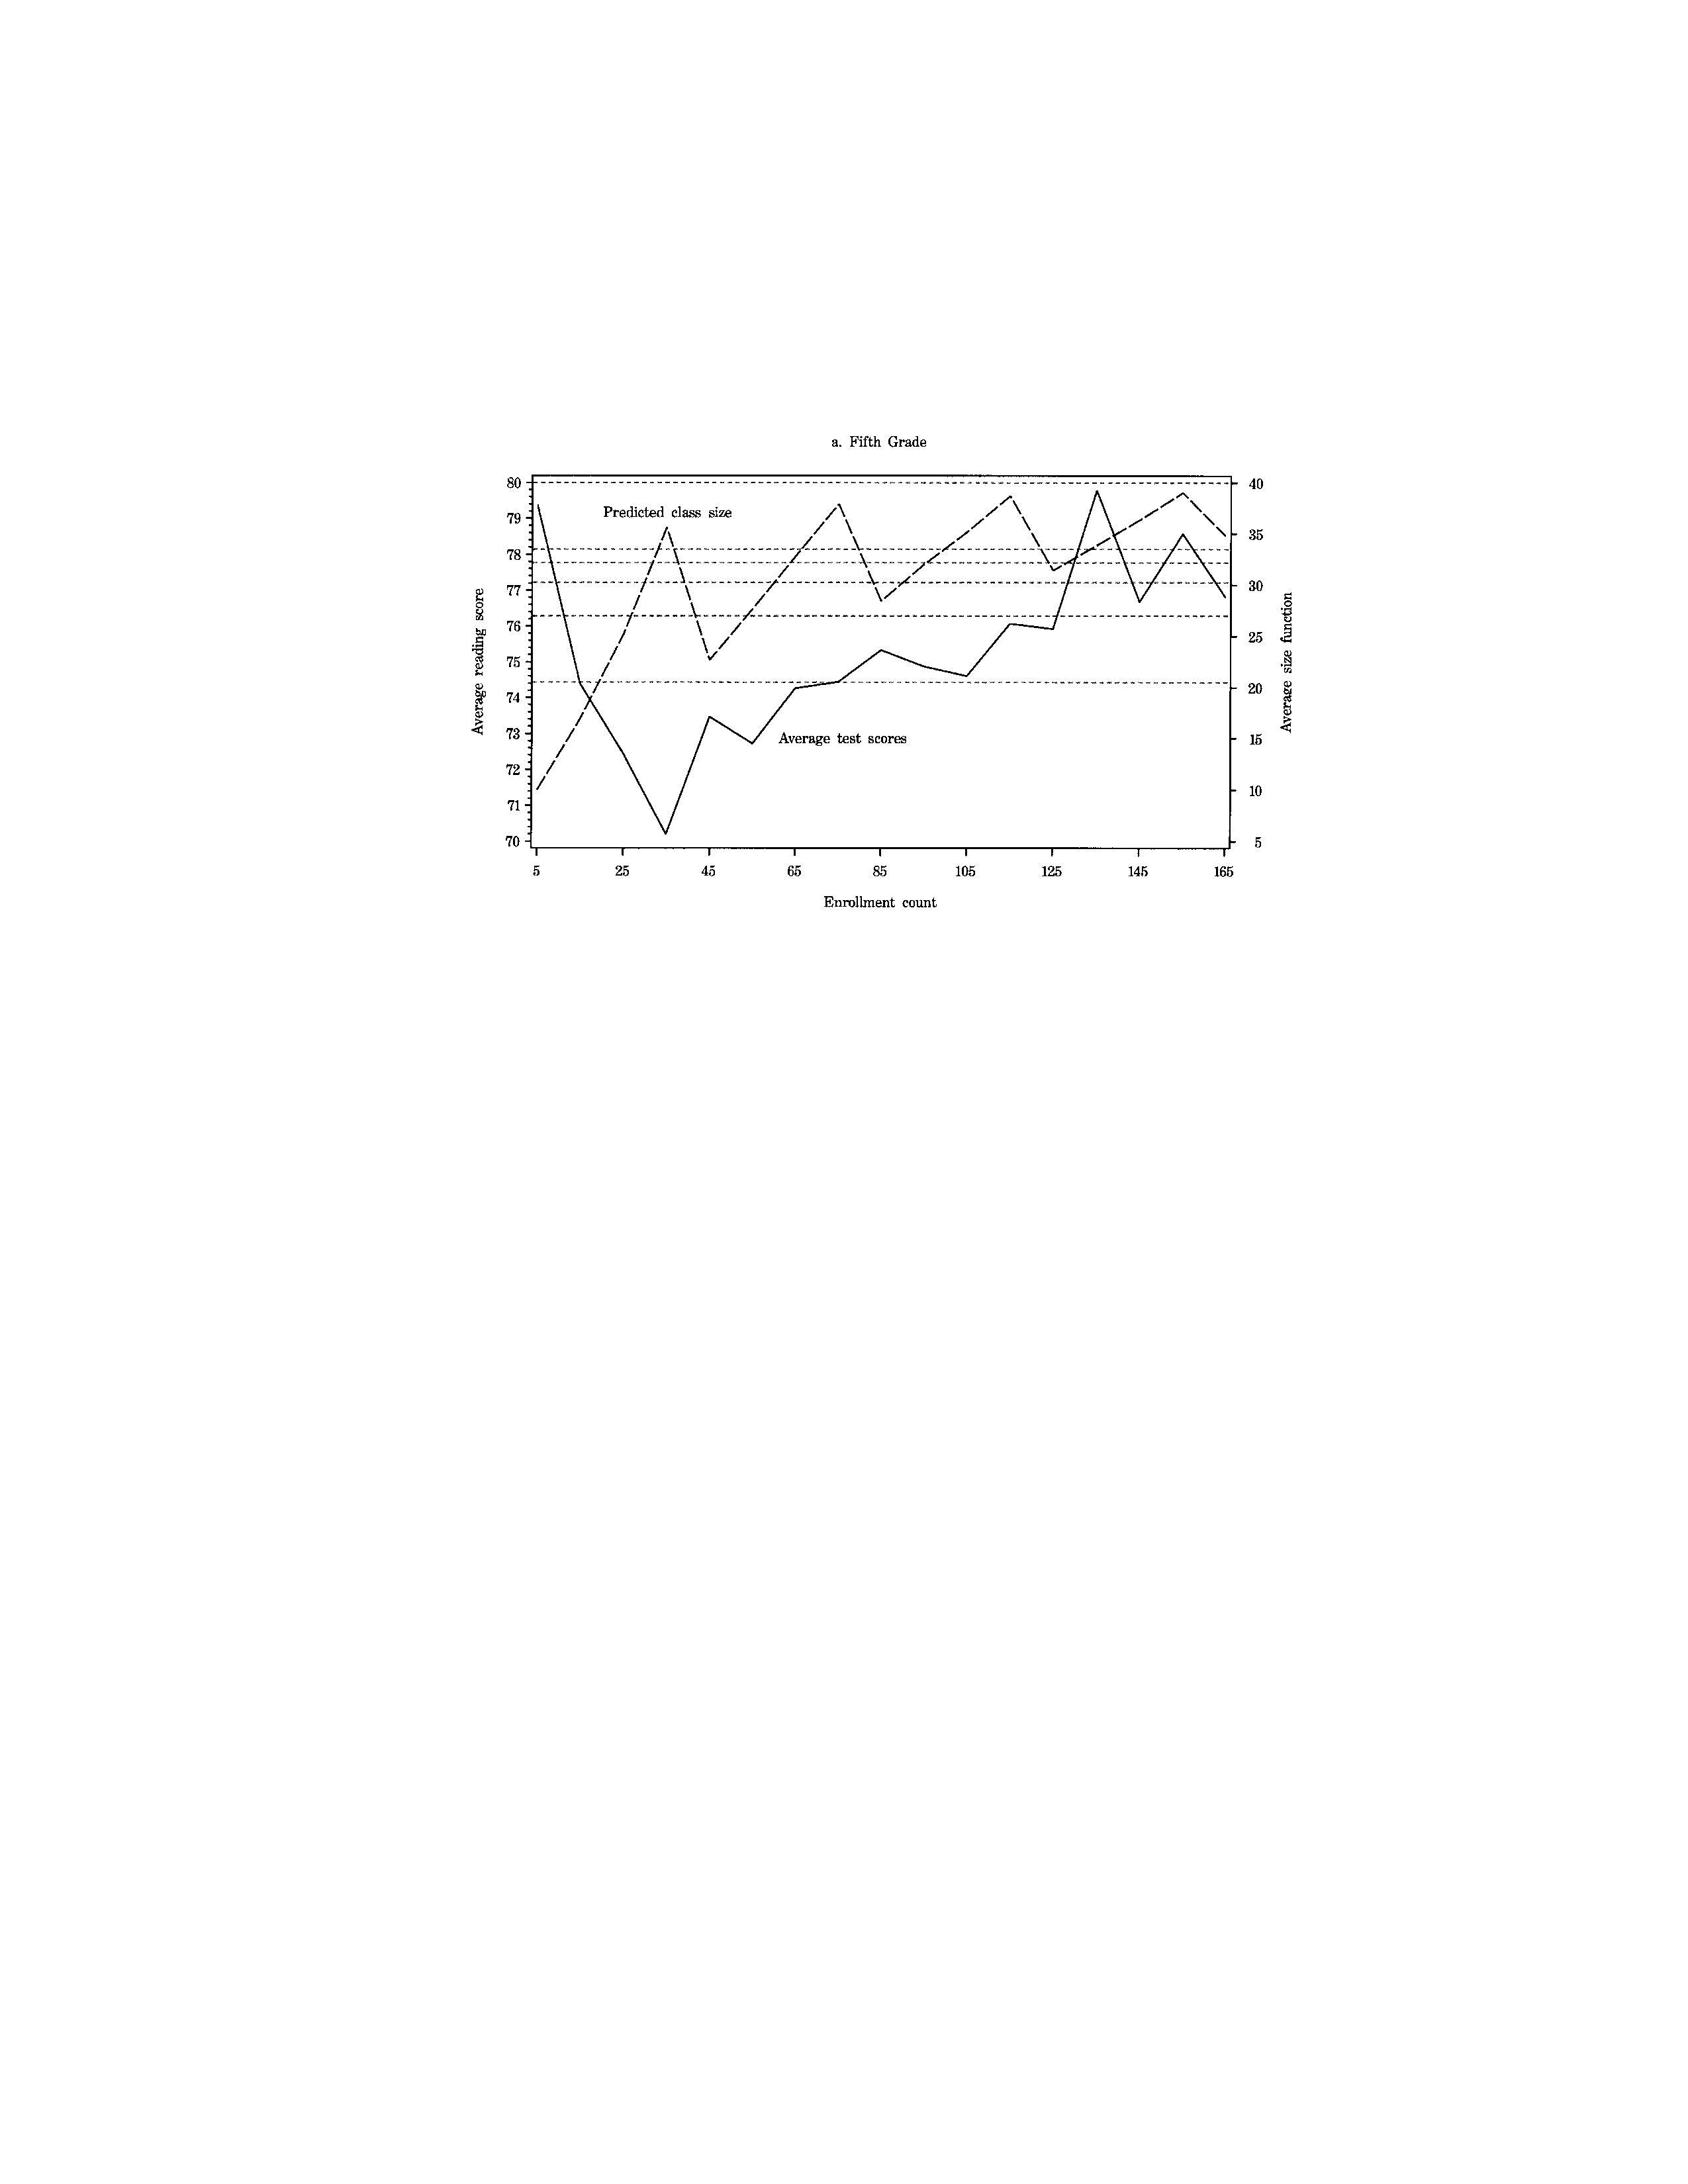 a. Fifth Grade
80
79
78
77
76
75
74
73
72
71
70
Average reading score
Predicted class size
Average test scores
40
35
30
25
20
15
10
5
Average size function
5 25 45 65 85 105 125 145 165
Enrollment count